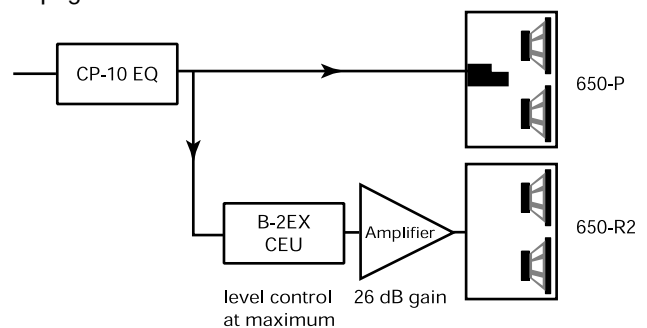 CP-10 EQ
650-P
B-2EX
CEU
Amplifier
650-R2
level control
at maximum
26 dB gain